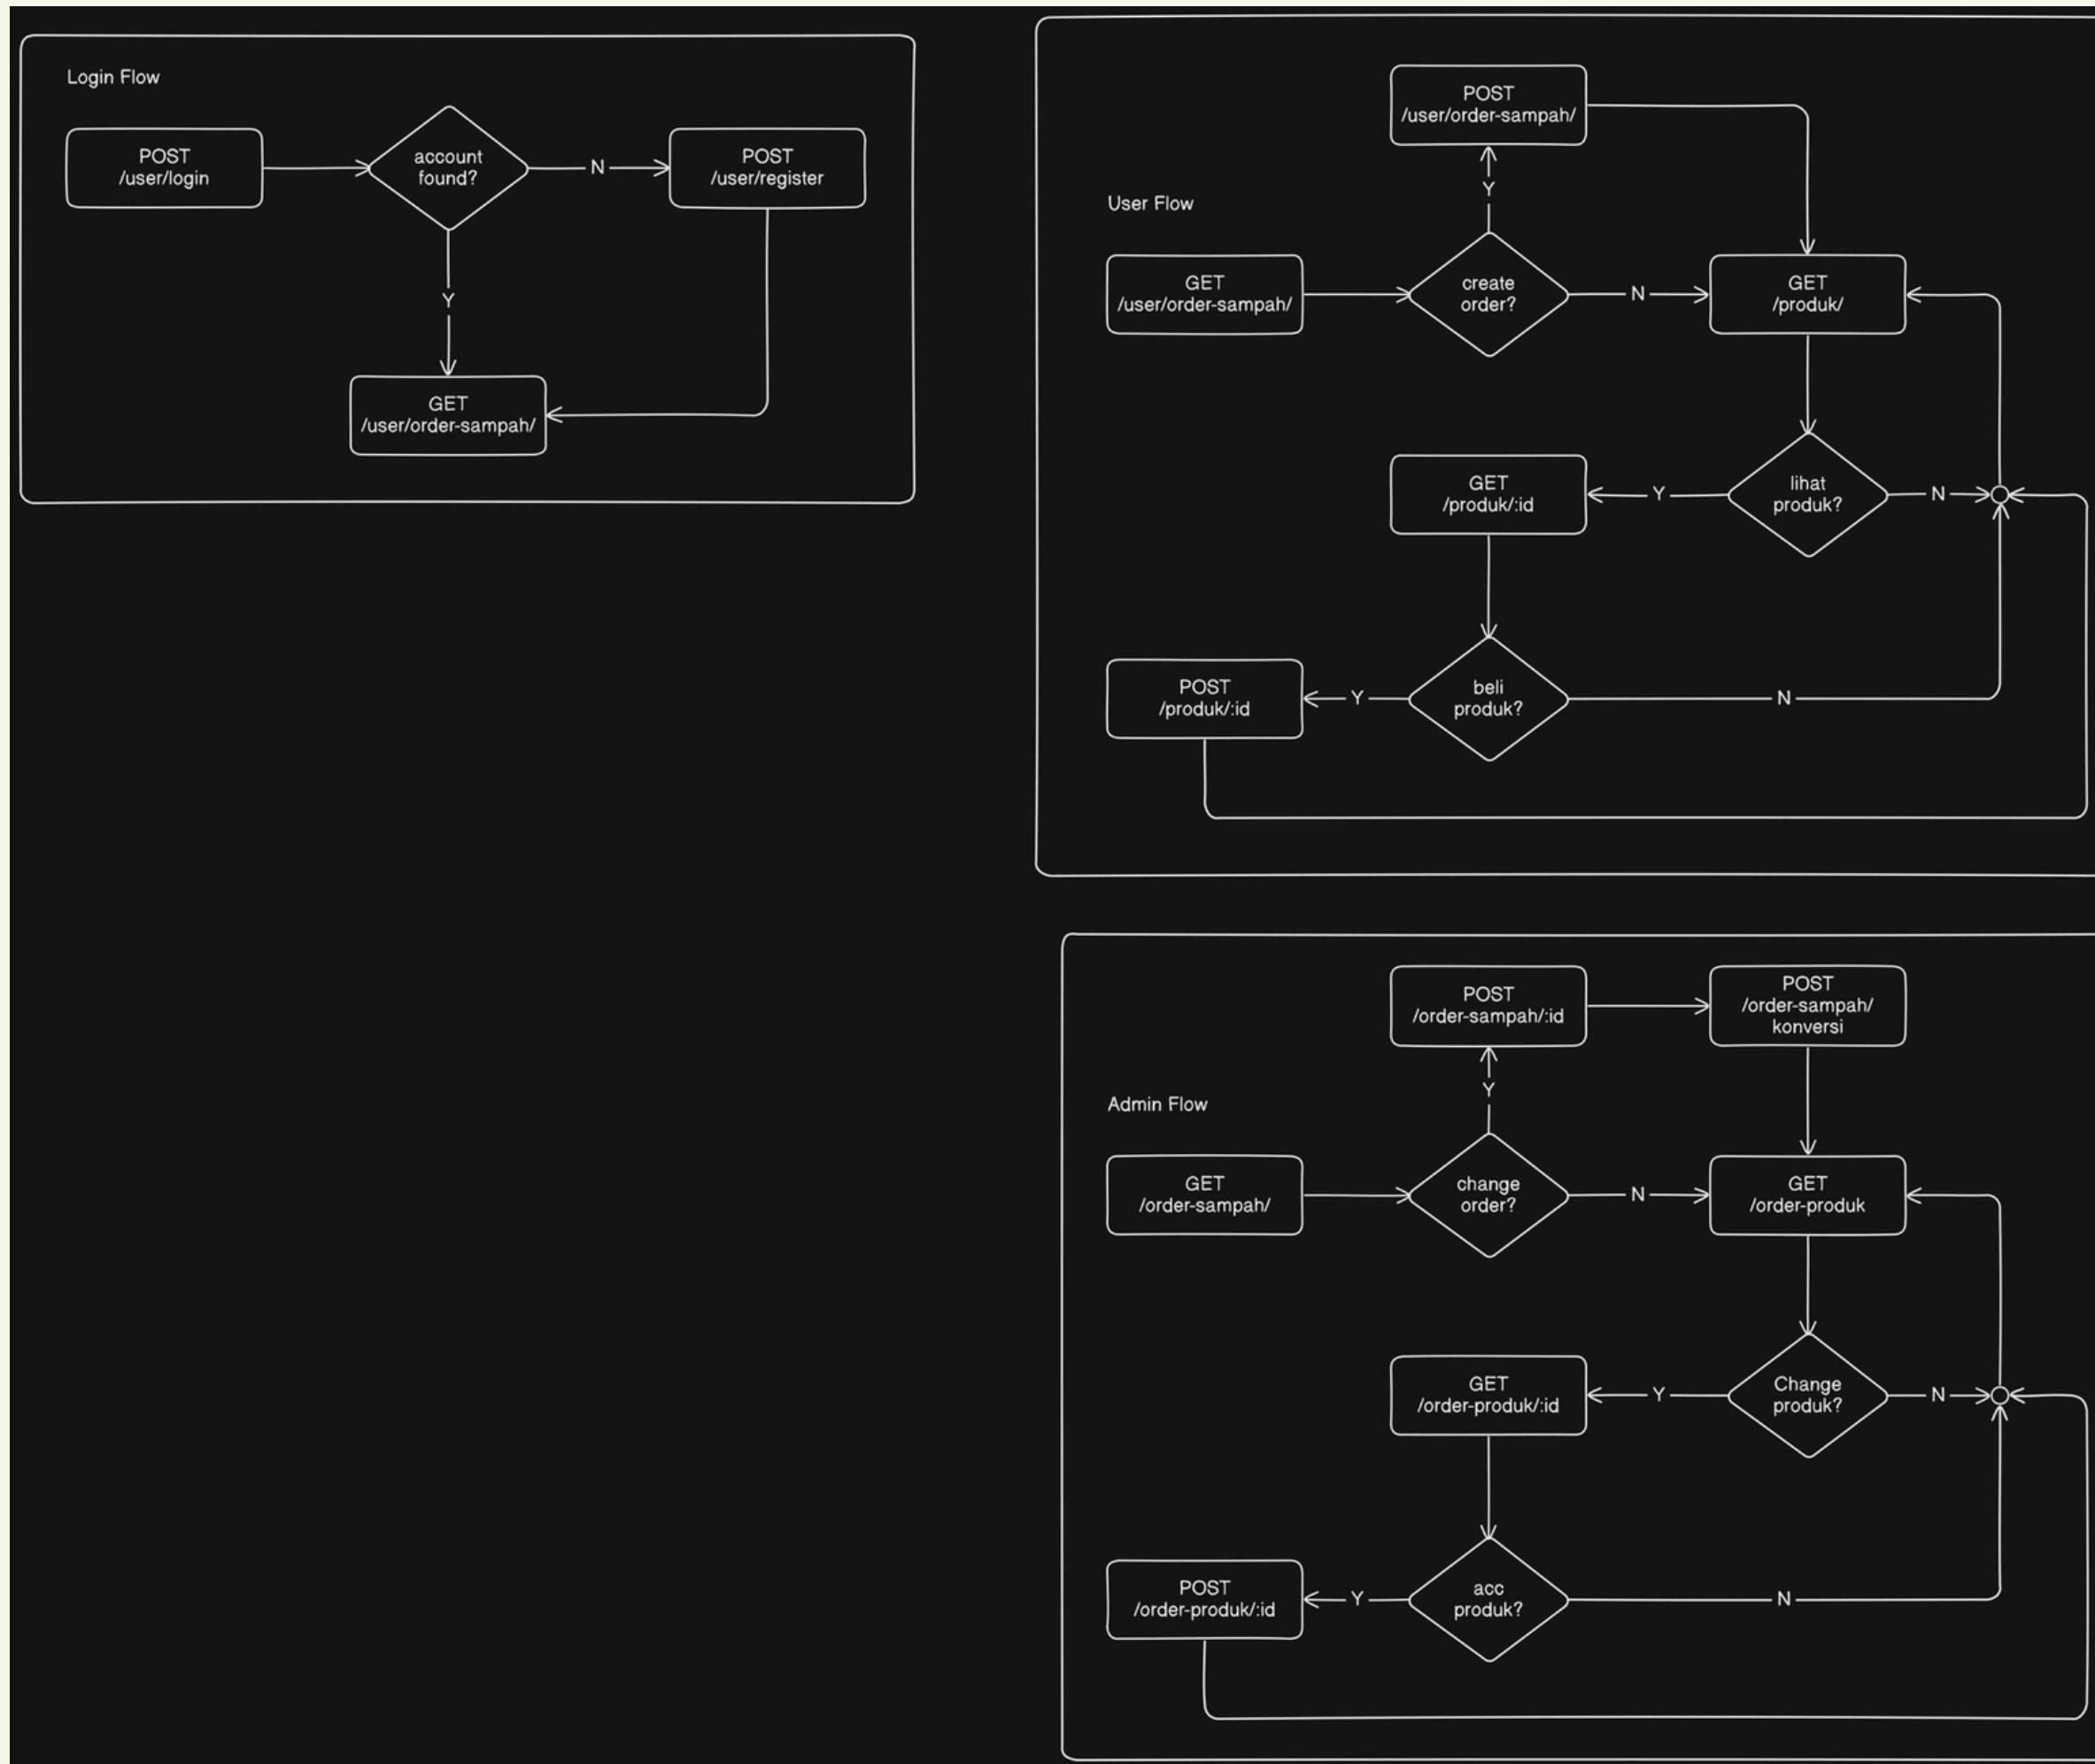 Login Flow
POST
/user/login
account
found?
N
POST
/user/register
Y
GET
/user/order-sampah/
POST
/user/order-sampah/
Y
User Flow
GET
/user/order-sampah/
create
order?
N
GET
/produk/
GET
/produk/:id
Y
lihat
produk?
N
POST
/produk/:id
Y
beli
produk?
N
POST
/order-sampah/:id
POST
/order-sampah/
konversi
Y
Admin Flow
GET
/order-sampah/
change
order?
N
GET
/order-produk
GET
/order-produk/:id
Y
Change
produk?
N
POST
/order-produk/:id
Y
acc
produk?
N